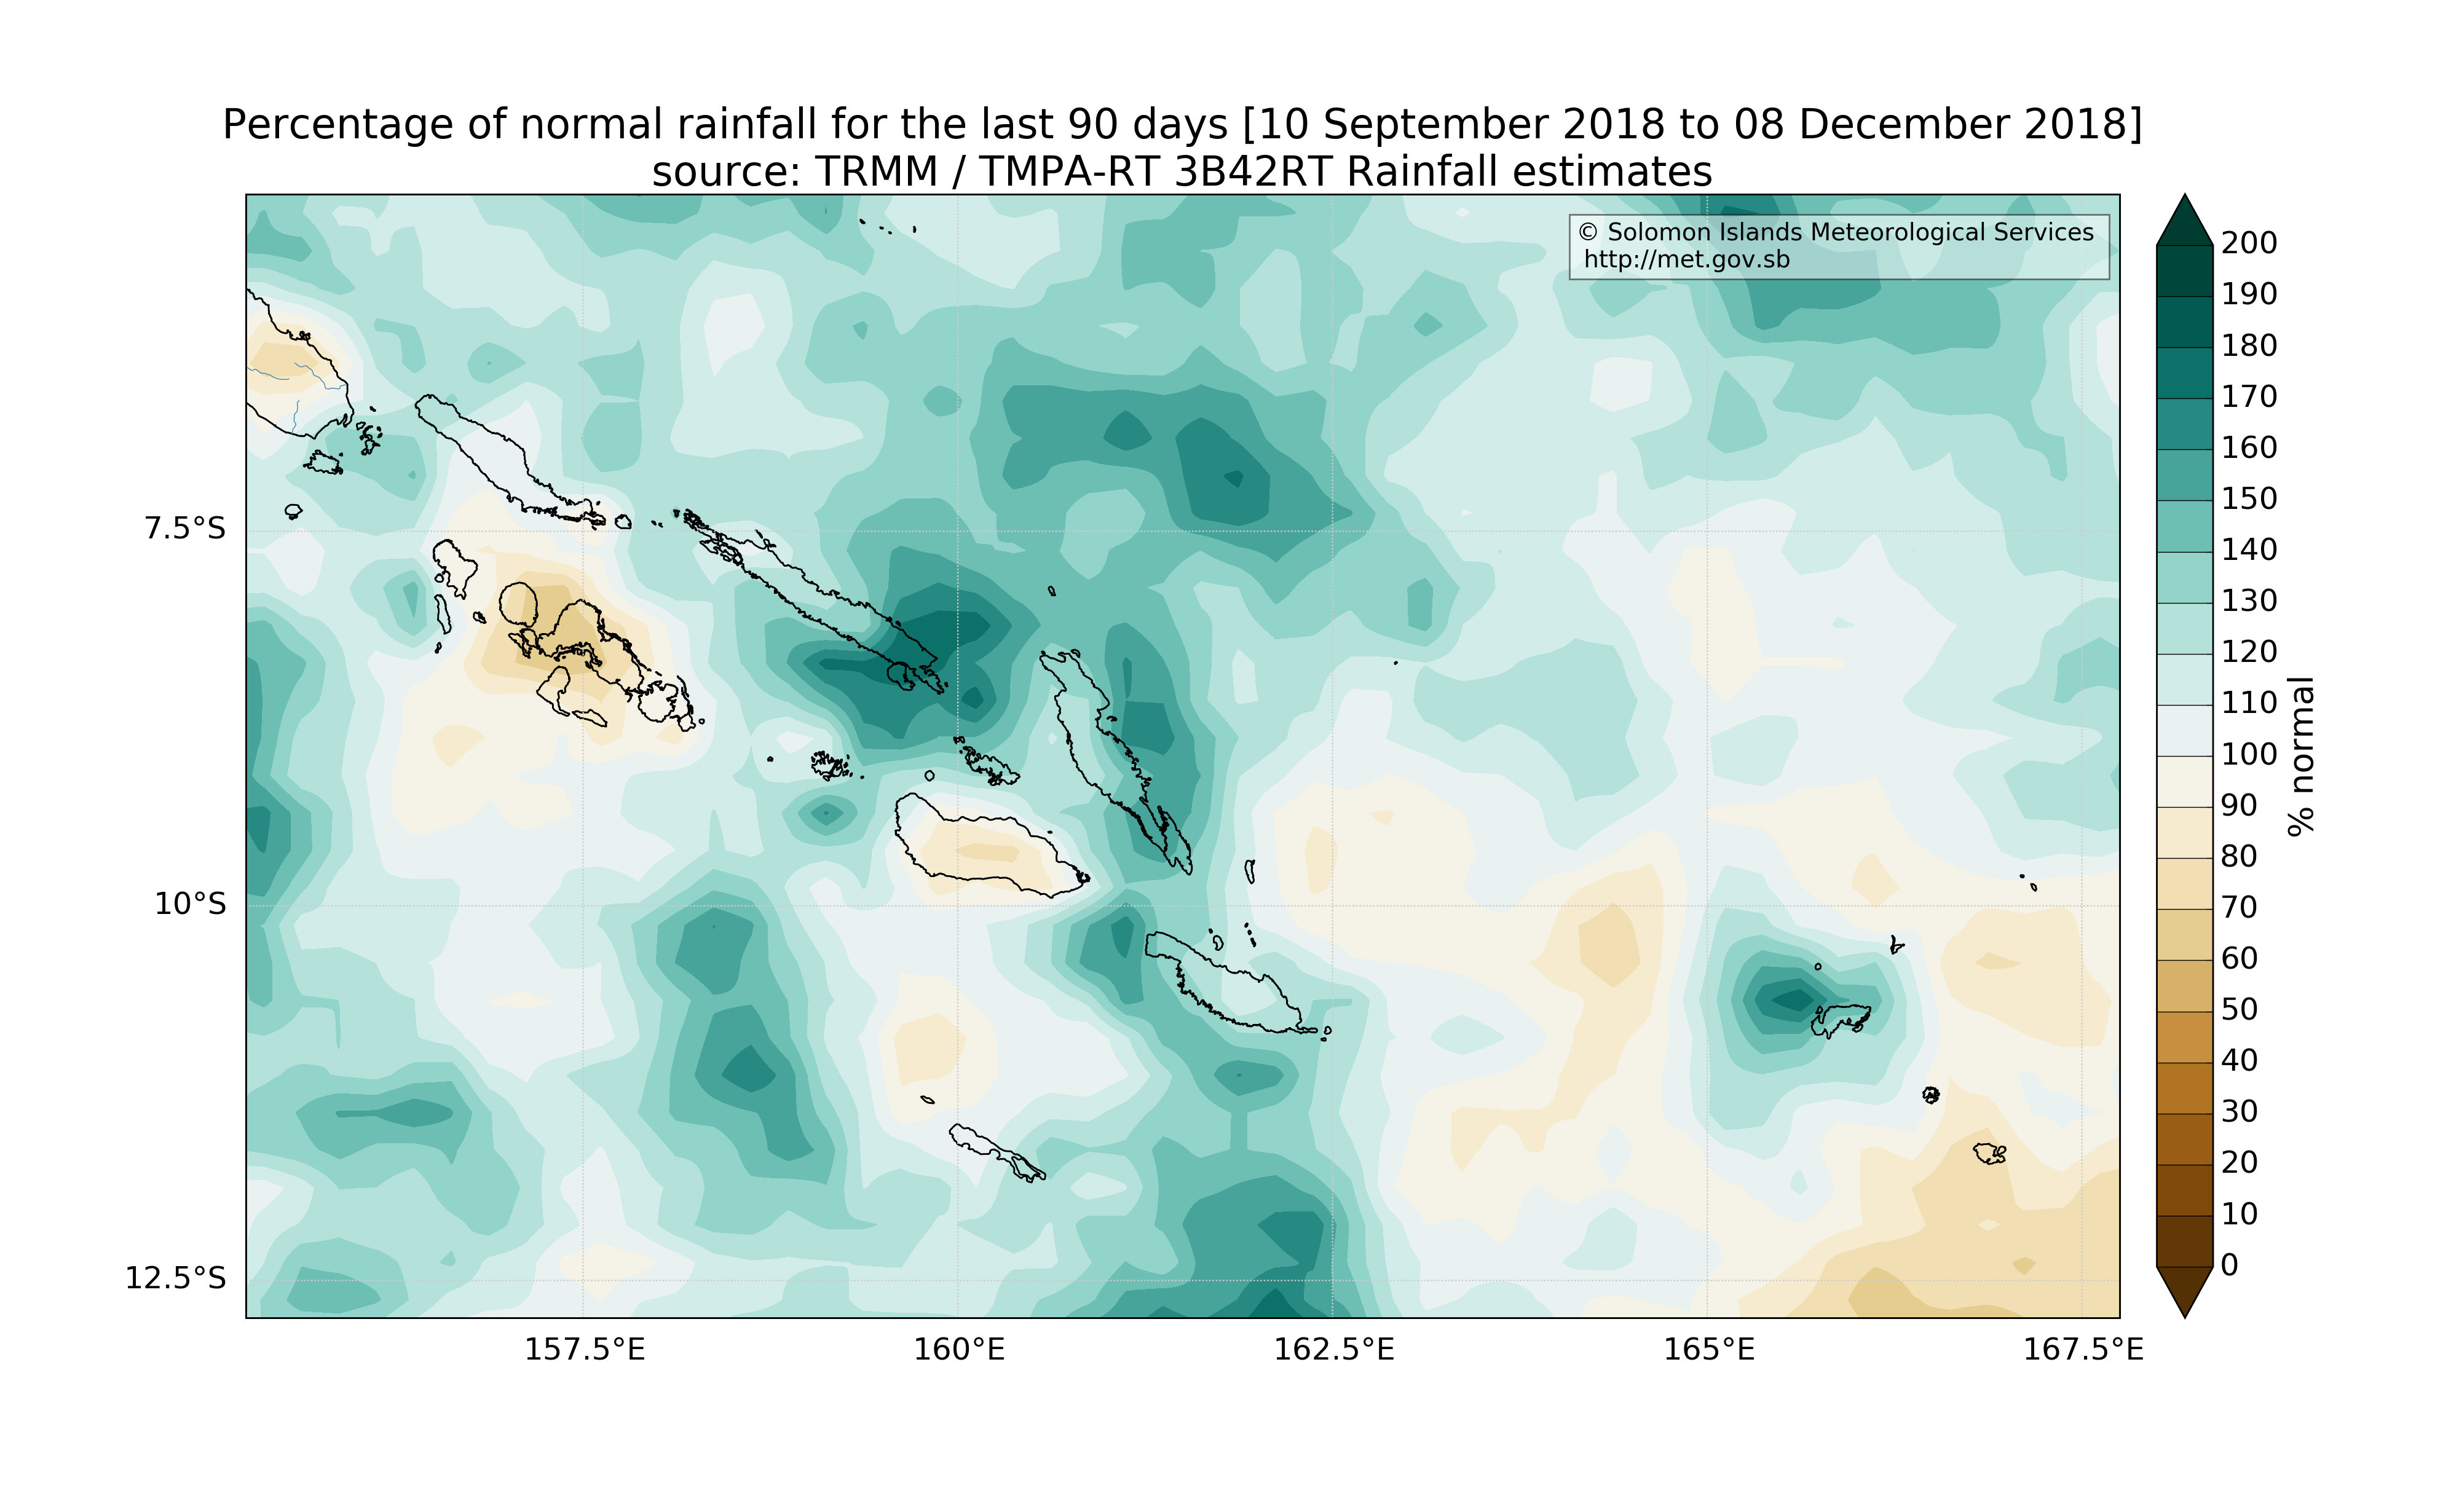 Percentage of normal rainfall for the last 90 days [10 September 2018 to 08 December 2018]
source: TRMM / TMPA-RT 3B42RT Rainfall estimates
© Solomon Islands Meteorological Services
http://met.gov.sb
7.5°S
10°S
12.5°S
157.5°E
160°E
162.5°E
165°E
167.5°E
200
190
180
170
160
150
140
130
120
110
100
90
80
70
60
50
40
30
20
10
0
% normal